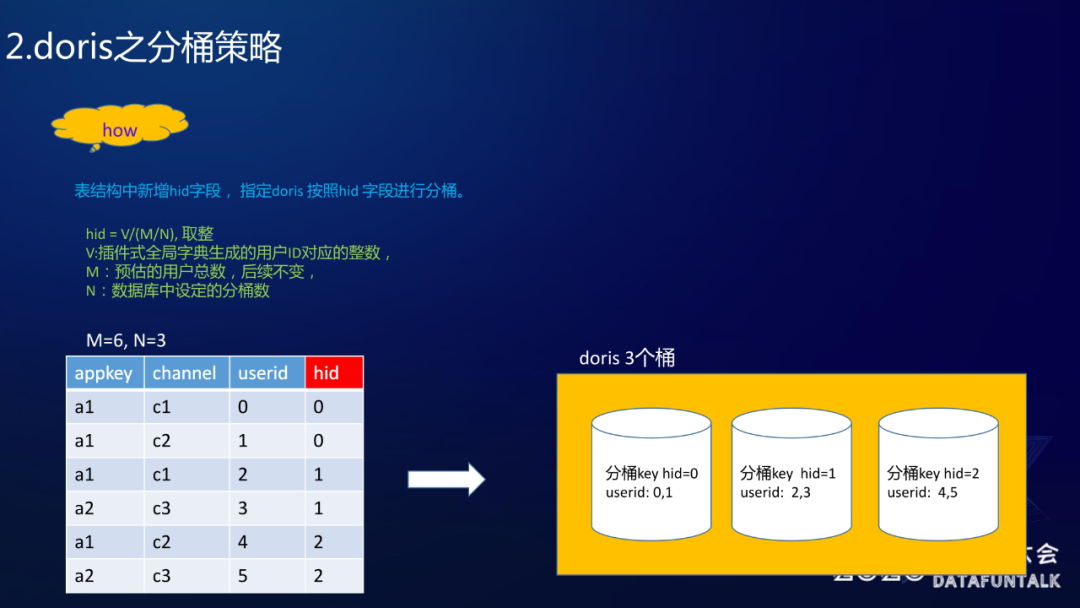 2.doris之分桶策略
how
表结构中新增hid字段 ，指定doris 按照hid 字段进行分桶。
hid = V/(M/N), 取整
V:插件式全局字典生成的用户ID对应的整数，
M：预估的用户总数，后续不变，
N：数据库中设定的分桶数
M=6, N=3
appkey channel userid hid
a1 c1 0 0
a1 c2 1 0
a1 c1 2 1
a2 c3 3 1
a1 c2 4 2
a2 c3 5 2
doris 3个桶
分桶key hid=0
userid: 0,1
分桶key hid=1
userid: 2,3
分桶key hid=2
userid: 4,5
会
DATAFUNTALK